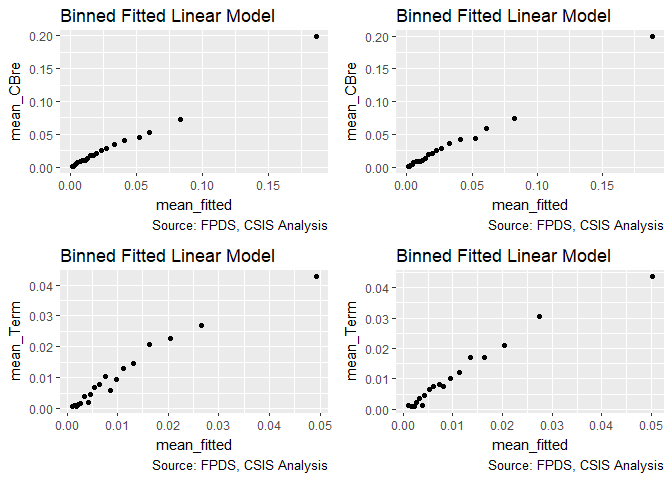 Binned Fitted Linear Model
mean_CBre
0.20
0.15
0.10
0.05
0.00
0.00 0.05 0.10 0.15
mean_fitted
Source: FPDS, CSIS Analysis
Binned Fitted Linear Model
mean_CBre
0.20
0.15
0.10
0.05
0.00
0.00 0.05 0.10 0.15
mean_fitted
Source: FPDS, CSIS Analysis
Binned Fitted Linear Model
mean_Term
0.04
0.03
0.02
0.01
0.00
0.00 0.01 0.02 0.03 0.04 0.05
mean_fitted
Source: FPDS, CSIS Analysis
Binned Fitted Linear Model
mean_Term
0.04
0.03
0.02
0.01
0.00
0.00 0.01 0.02 0.03 0.04 0.05
mean_fitted
Source: FPDS, CSIS Analysis